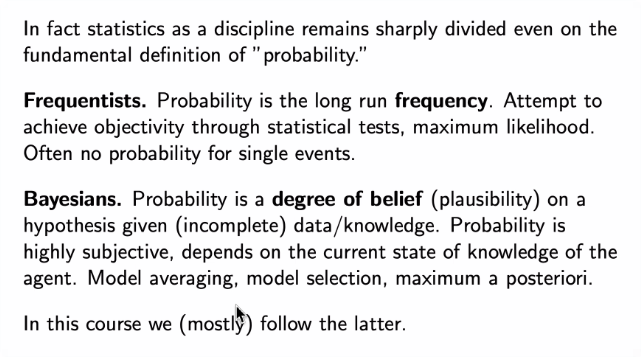 In fact statistics as a discipline remains sharply divided even on the
fundamental definition of "probability."
Frequentists. Probability is the long run frequency. Attempt to
achieve objectivity through statistical tests, maximum likelihood.
Often no probability for single events.
Bayesians. Probability is a degree of belief (plausibility) on a
hypothesis given (incomplete) data/knowledge. Probability is
highly subjective, depends on the current state of knowledge of the
agent. Model averaging, model selection, maximum a posteriori.
In this course we (mostly) follow the latter.